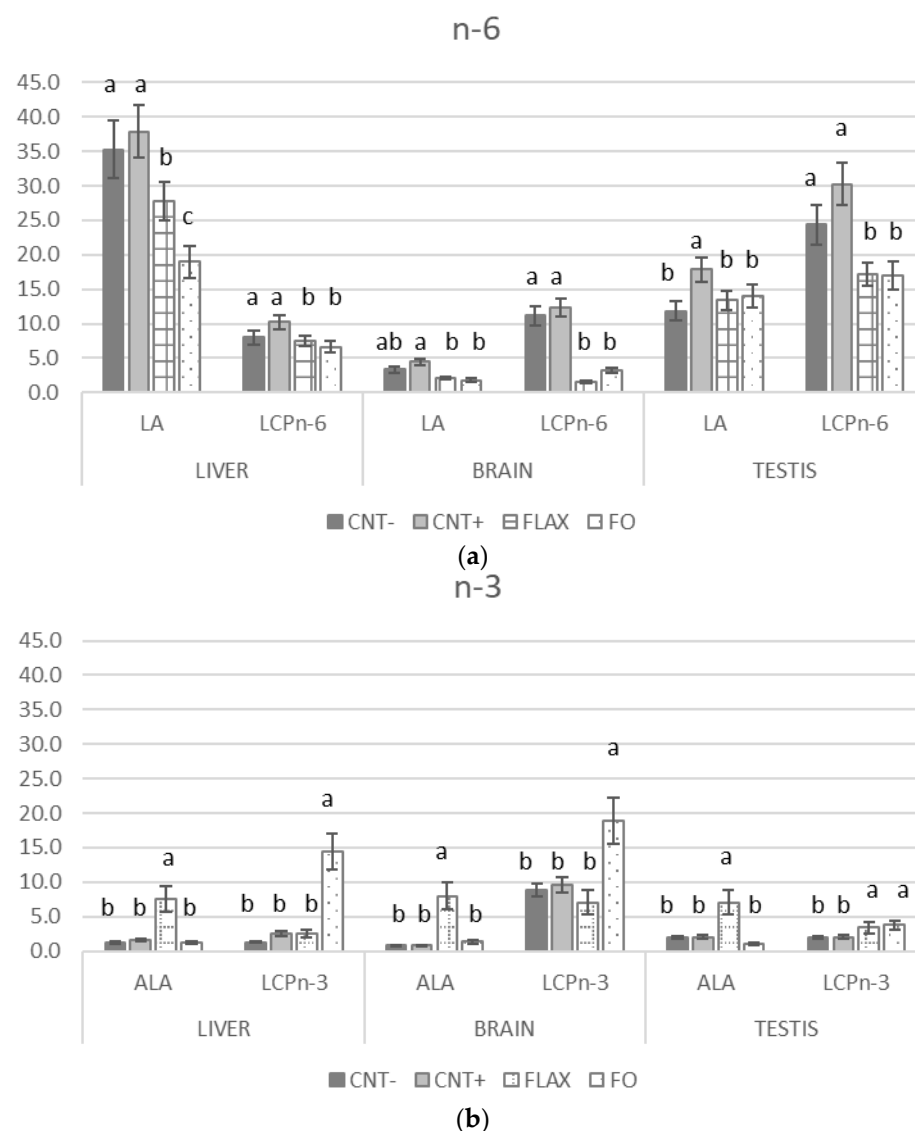 n-6
45.0
40.0
35.0
30.0
25.0
20.0
15.0
10.0
5.0
0.0
a a b c a a b b ab a b b a a b b b a b b a a b b
LA LCPn-6 LA LCPn-6 LA LCPn-6
LIVER BRAIN TESTIS
CNT- CNT+ FLAX FO
(a)
n-3
45.0
40.0
35.0
30.0
25.0
20.0
15.0
10.0
5.0
0.0
b b a b b b b a b b a b b b b a b b a b b b a a
ALA LCPn-3 ALA LCPn-3 ALA LCPn-3
LIVER BRAIN TESTIS
CNT- CNT+ FLAX FO
(b)